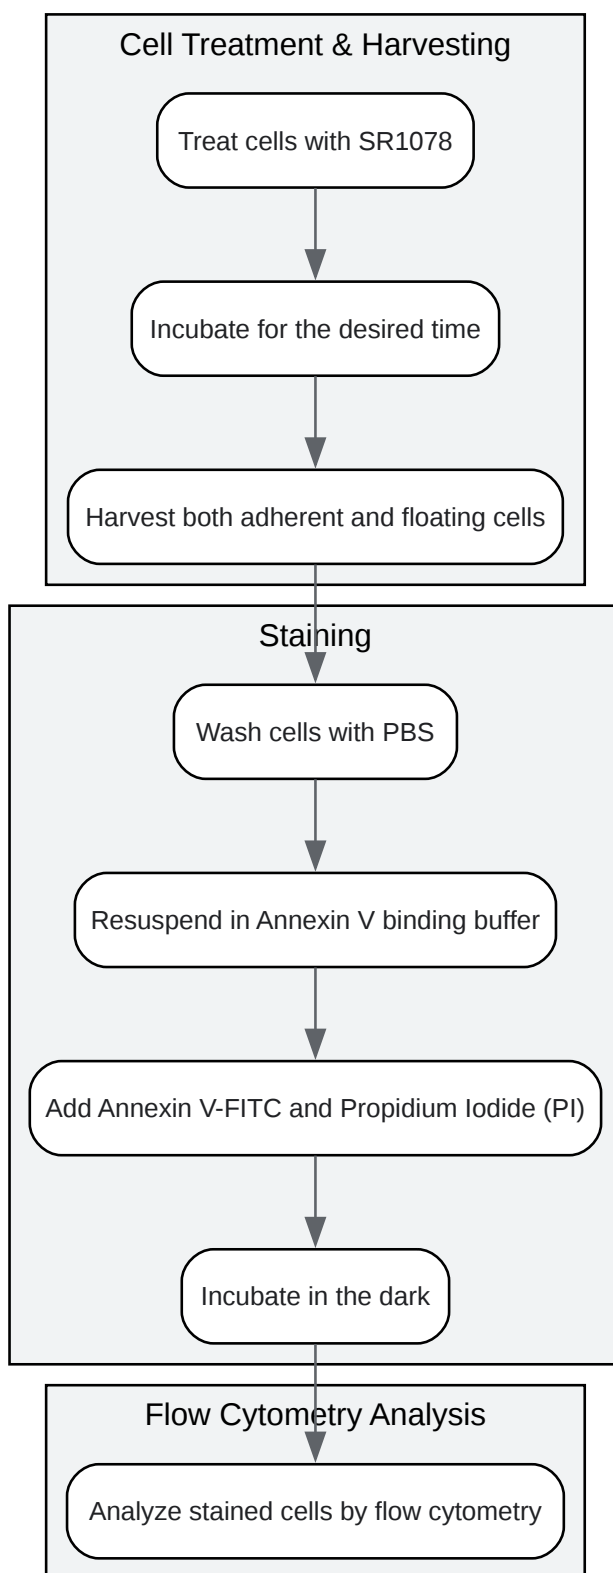 Cell Treatment & Harvesting
Treat cells with SR1078
Incubate for the desired time
Harvest both adherent and floating cells
Staining
Wash cells with PBS
Resuspend in Annexin V binding buffer
Add Annexin V-FITC and Propidium Iodide (PI)
Incubate in the dark
Flow Cytometry Analysis
Analyze stained cells by flow cytometry